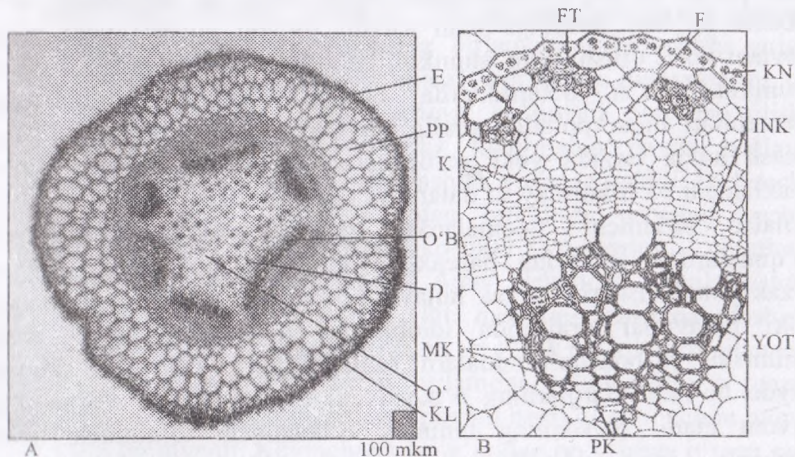 FT F
E
KN
PP
INK
K
O‘B
D
MK
YOT
O‘
KL
A 100 mkm B PK